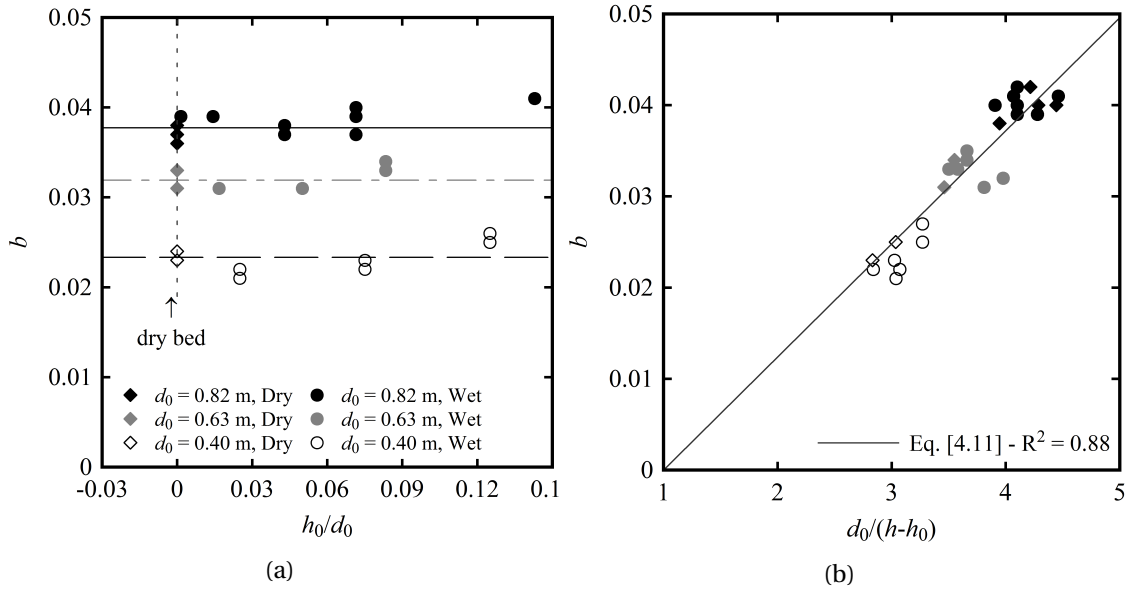 0.05
0.04
0.03
0.02
0.01
0
b
-0.03 0 0.03 0.06 0.09 0.12 0.1
h0/d0
dry bed
d0 = 0.82 m, Dry d0 = 0.82 m, Wet
d0 = 0.63 m, Dry d0 = 0.63 m, Wet
d0 = 0.40 m, Dry d0 = 0.40 m, Wet
(a)
0.05
0.04
0.03
0.02
0.01
0
b
1 2 3 4 5
d0/(h-h0)
Eq. [4.11] - R² = 0.88
(b)